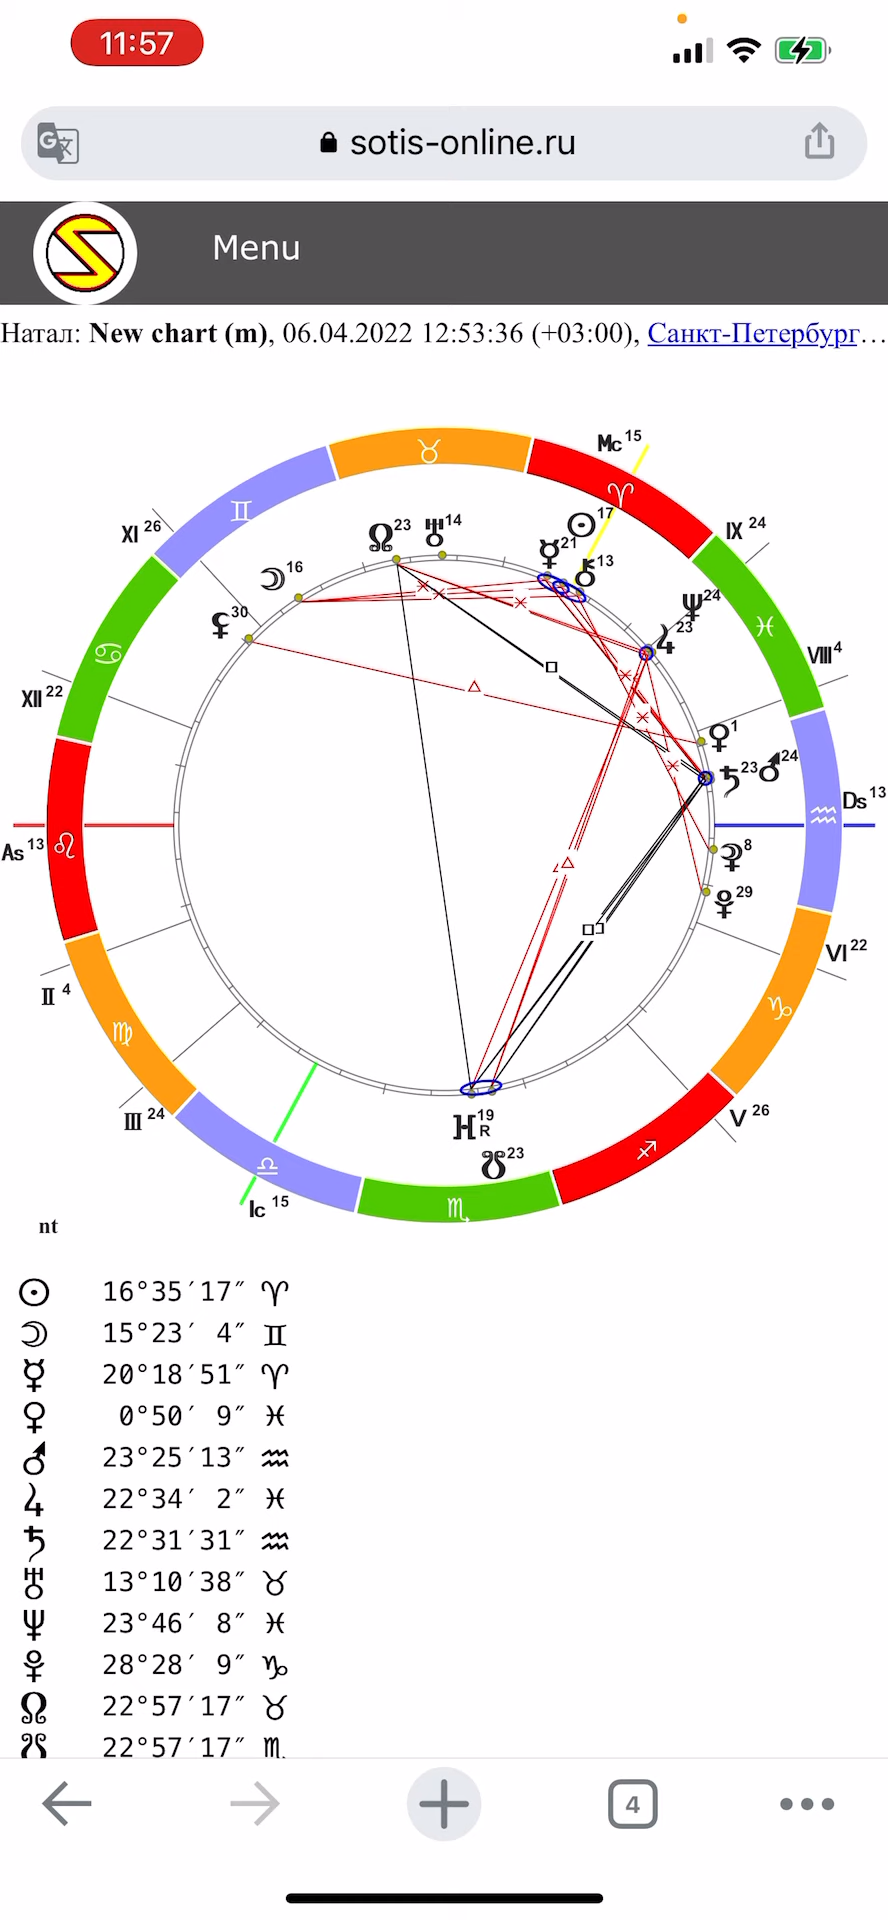 11:57
sotis-online.ru
Menu
Натал: New chart (m), 06.04.2022 12:53:36 (+03:00), Санкт-Петербург…
Mc 15
♉ ♈
☊ 23 ♅ 14 ☉ 17
♊ XI 26 ☿ 21 ⚷ 13 IX 24
☽ 16 ♆ 24
⚸ 30 ♃ 23 ♓
♋ VIII 4
XII 22
♀ 1
♄ 23 ♂ 24
Ds 13
As 13 ♌ ♒
8
♇ 29
VI 22
II 4
♍ ♑
III 24 V 26
19 R
♎ ☋ 23 ♐
Ic 15 ♏
nt
☉ 16°35′17″ ♈
☽ 15°23′ 4″ ♊
☿ 20°18′51″ ♈
♀ 0°50′ 9″ ♓
♂ 23°25′13″ ♒
♃ 22°34′ 2″ ♓
♄ 22°31′31″ ♒
♅ 13°10′38″ ♉
♆ 23°46′ 8″ ♓
♇ 28°28′ 9″ ♑
☊ 22°57′17″ ♉
☋ 22°57′17″ ♏
4